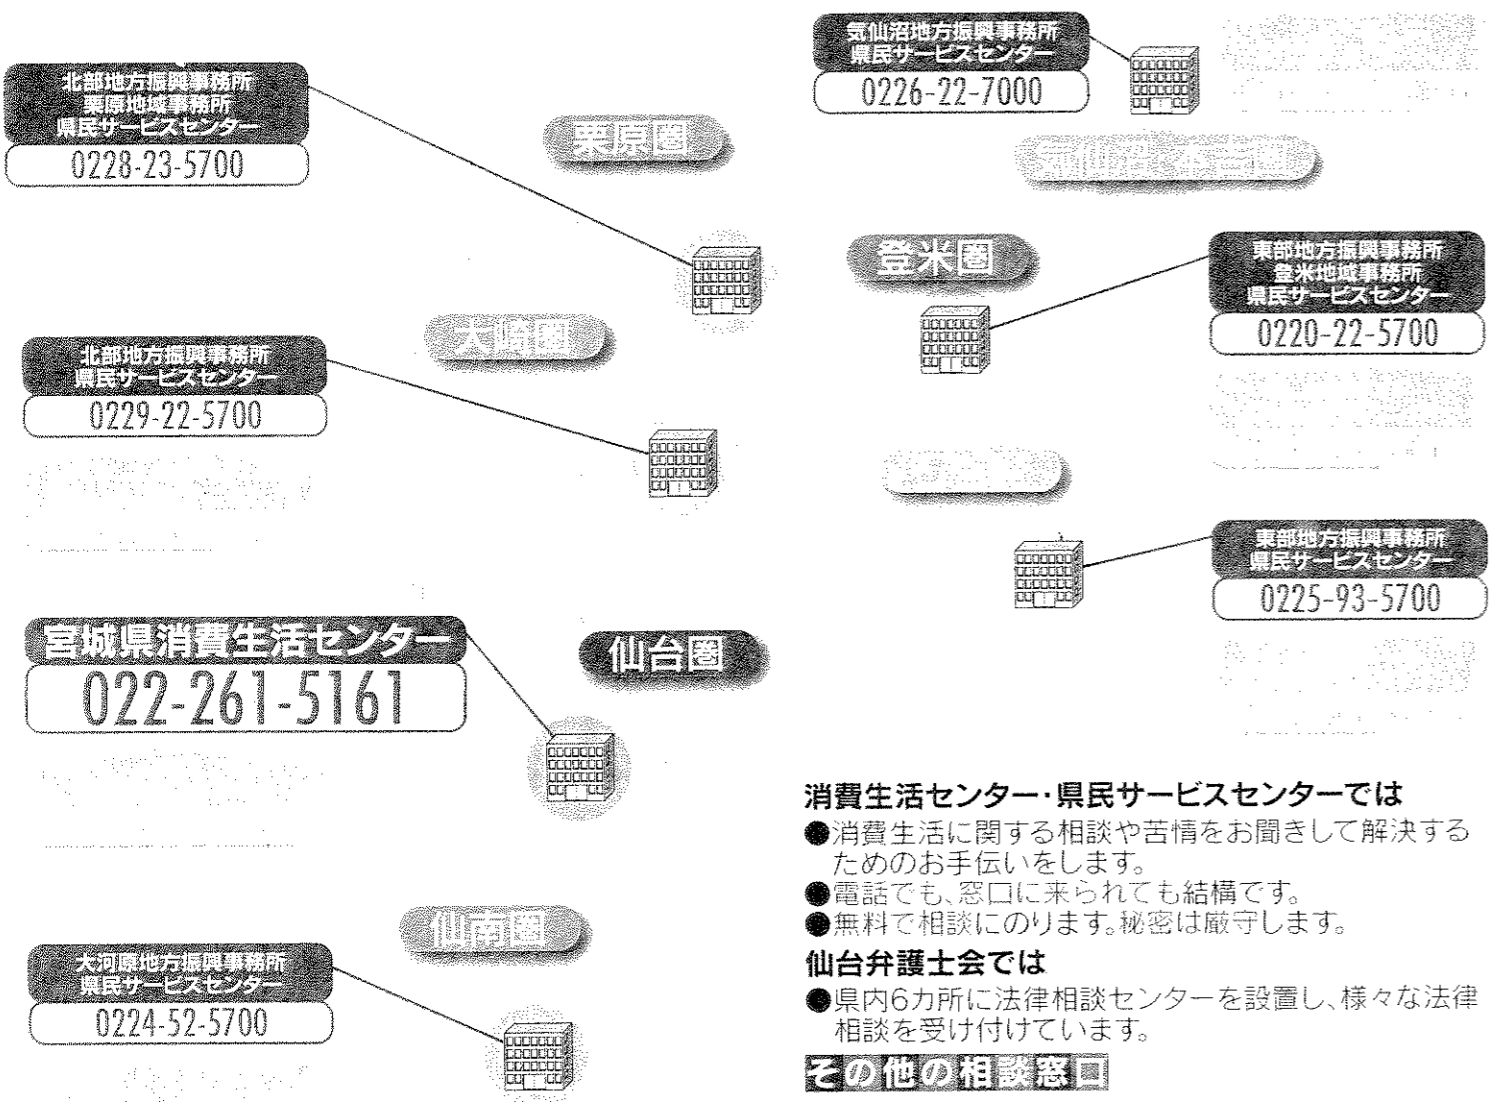 北部地方振興事務所
栗原地域事務所
県民サービスセンター
0228-23-5700
栗原圏
大崎圏
北部地方振興事務所
県民サービスセンター
0229-22-5700
宮城県消費生活センター
022-261-5161
仙台圏
仙南圏
大河原地方振興事務所
県民サービスセンター
0224-52-5700
気仙沼地方振興事務所
県民サービスセンター
0226-22-7000
気仙沼・本吉圏
登米圏
東部地方振興事務所
登米地域事務所
県民サービスセンター
0220-22-5700
東部地方振興事務所
県民サービスセンター
0225-93-5700
消費生活センター・県民サービスセンターでは
●消費生活に関する相談や苦情をお聞きして解決する
ためのお手伝いをします。
●電話でも、窓口に来られても結構です。
●無料で相談にのります。秘密は厳守します。
仙台弁護士会では
●県内6カ所に法律相談センターを設置し、様々な法律
相談を受け付けています。
その他の相談窓口